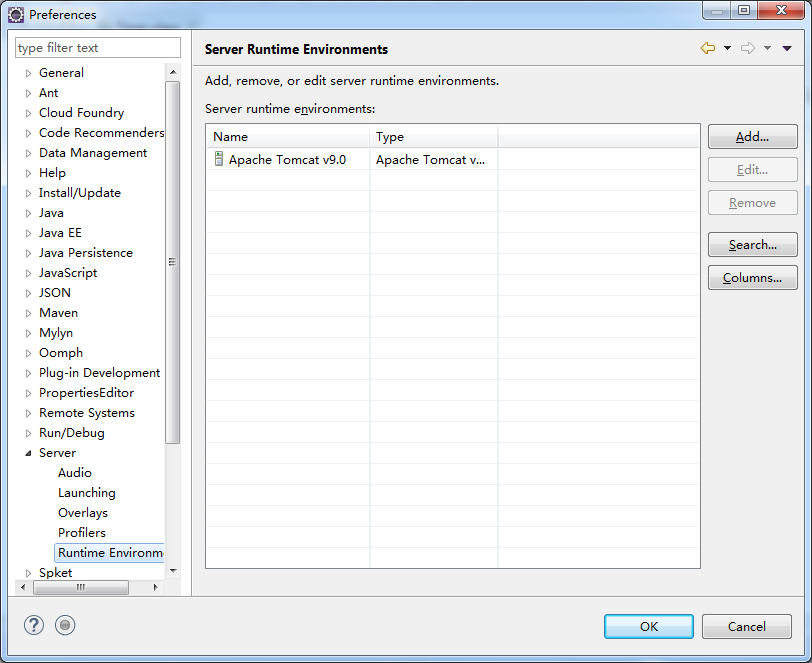 Preferences
type filter text
General
Ant
Cloud Foundry
Code Recommenders
Data Management
Help
Install/Update
Java
Java EE
Java Persistence
JavaScript
JSON
Maven
Mylyn
Oomph
Plug-in Development
PropertiesEditor
Remote Systems
Run/Debug
Server
Audio
Launching
Overlays
Profilers
Runtime Environm
Spket
Server Runtime Environments
Add, remove, or edit server runtime environments.
Server runtime environments:
Name Type
Apache Tomcat v9.0 Apache Tomcat v...
Add...
Edit...
Remove
Search...
Columns...
OK Cancel